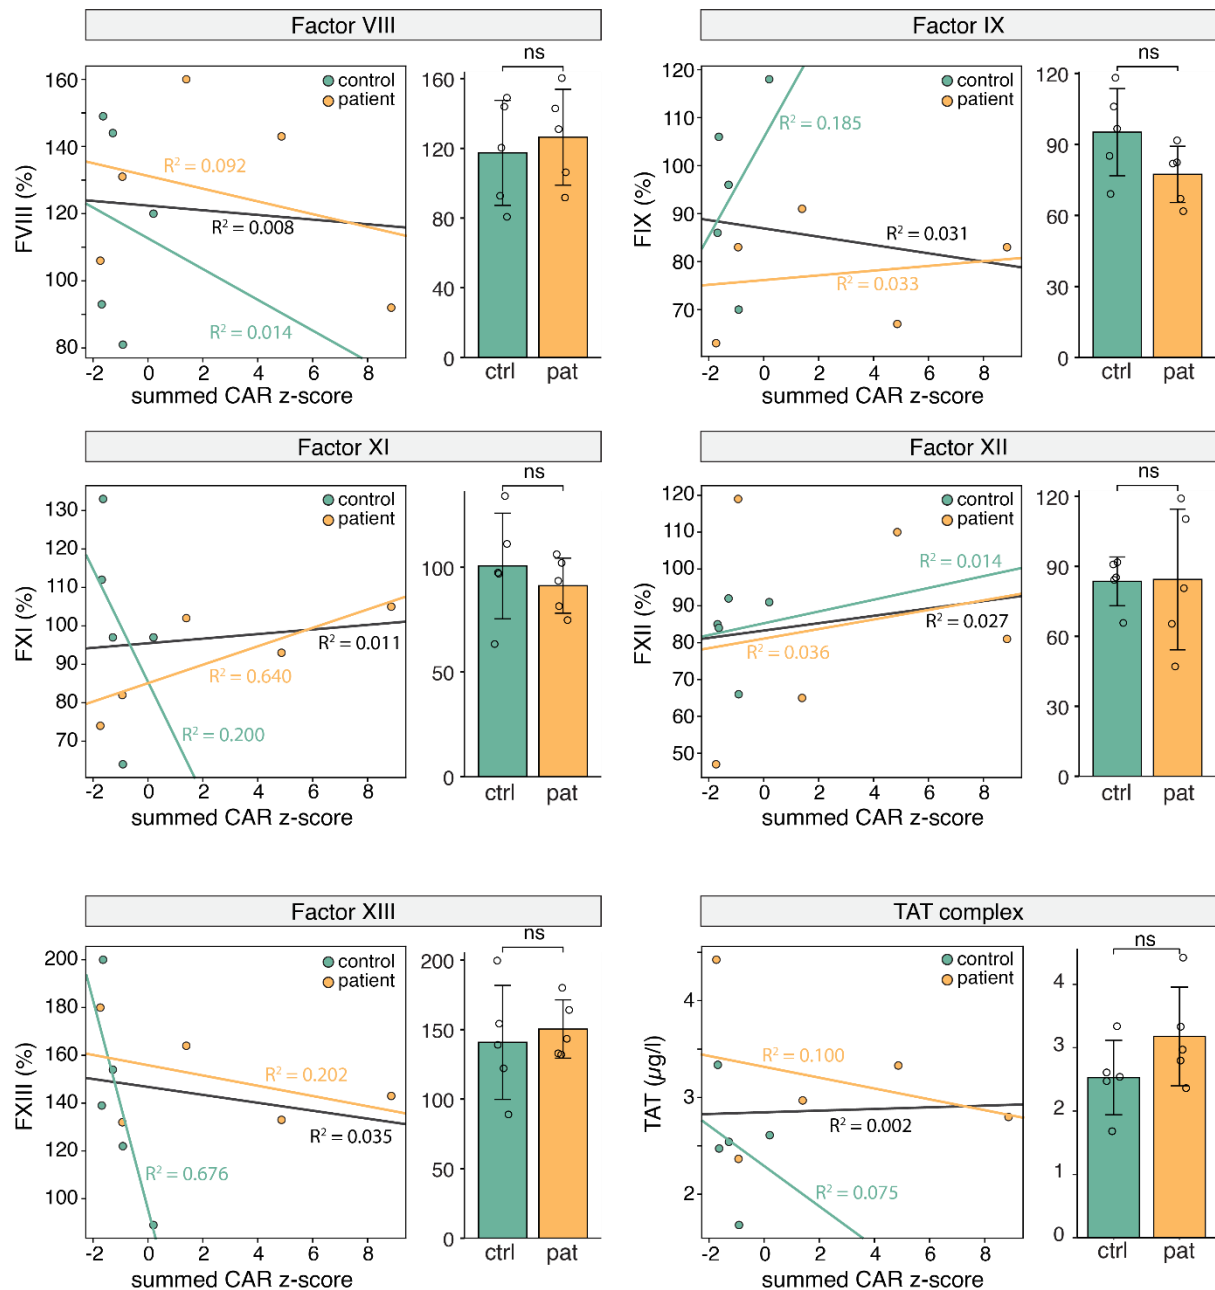 Factor VIII
FVIII (%)
160
140
120
100
80
-2 0 2 4 6 8
summed CAR z-score
control
patient
R² = 0.092
R² = 0.008
R² = 0.014
ns
160
120
80
40
0
ctrl pat
Factor IX
FIX (%)
120
110
100
90
80
70
-2 0 2 4 6 8
summed CAR z-score
control
patient
R² = 0.185
R² = 0.031
R² = 0.033
ns
120
90
60
30
0
ctrl pat
Factor XI
FXI (%)
130
120
110
100
90
80
70
-2 0 2 4 6 8
summed CAR z-score
control
patient
R² = 0.011
R² = 0.640
R² = 0.200
ns
100
50
0
ctrl pat
Factor XII
FXII (%)
120
110
100
90
80
70
60
50
-2 0 2 4 6 8
summed CAR z-score
control
patient
R² = 0.014
R² = 0.027
R² = 0.036
ns
120
90
60
30
0
ctrl pat
Factor XIII
FXIII (%)
200
180
160
140
120
100
-2 0 2 4 6 8
summed CAR z-score
control
patient
R² = 0.202
R² = 0.035
R² = 0.676
ns
200
150
100
50
0
ctrl pat
TAT complex
TAT (µg/l)
4
3
2
-2 0 2 4 6 8
summed CAR z-score
control
patient
R² = 0.100
R² = 0.002
R² = 0.075
ns
4
3
2
1
0
ctrl pat